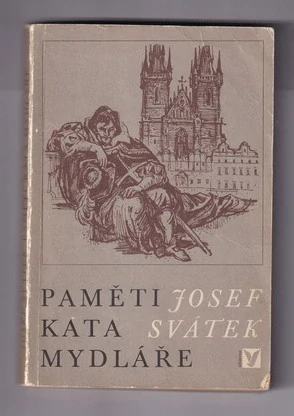 PAMĚTI JOSEF
KATA SVÁTEK
MYDLÁŘE